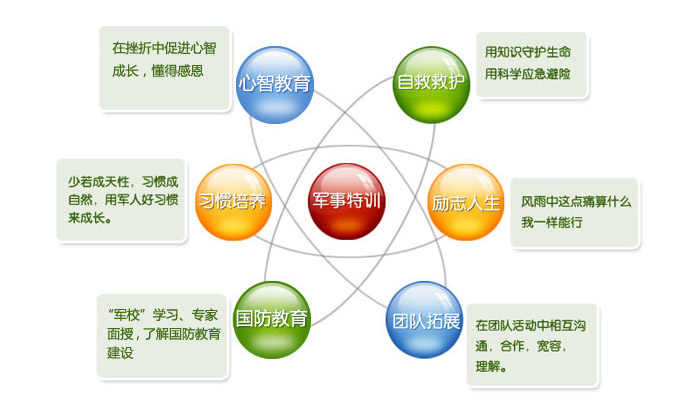 在挫折中促进心智
成长，懂得感恩
心智教育
自救救护
用知识守护生命
用科学应急避险
少若成天性，习惯成
自然，用军人好习惯
来成长。
习惯培养
军事特训
励志人生
风雨中这点痛算什么
我一样能行
“军校”学习、专家
面授，了解国防教育
建设
国防教育
团队拓展
在团队活动中相互沟
通，合作，宽容，
理解。